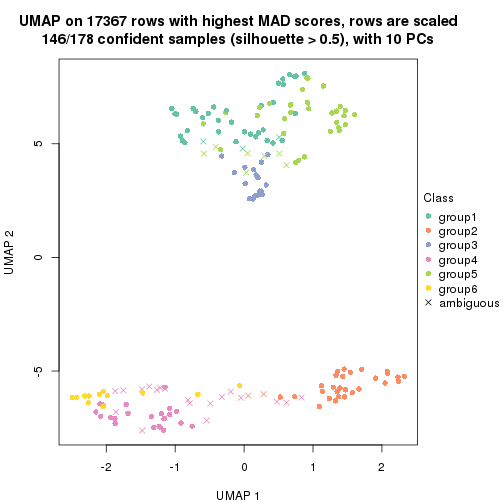 UMAP on 17367 rows with highest MAD scores, rows are scaled
146/178 confident samples (silhouette > 0.5), with 10 PCs
5
0
-5
UMAP 2
-2
-1
0
1
2
UMAP 1
Class
group1
group2
group3
group4
group5
group6
ambiguous